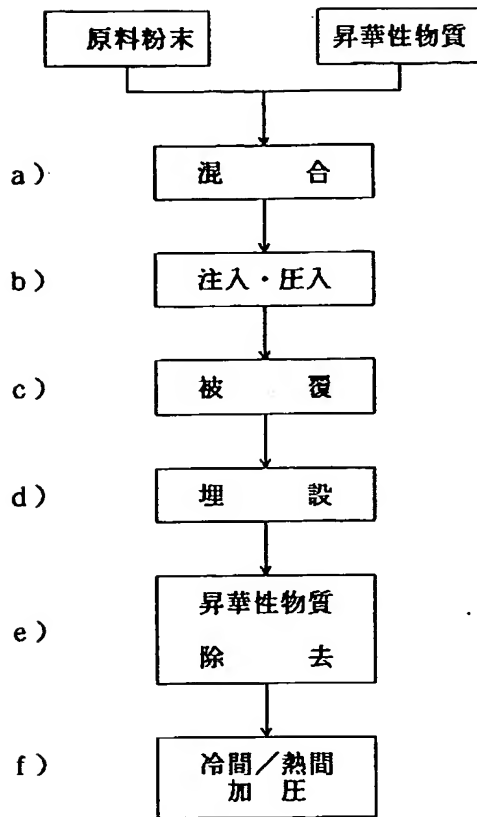 原料粉末
昇華性物質
a) 混合
b) 注入・圧入
c) 被覆
d) 埋設
e) 昇華性物質
除去
f) 冷間/熱間
加圧